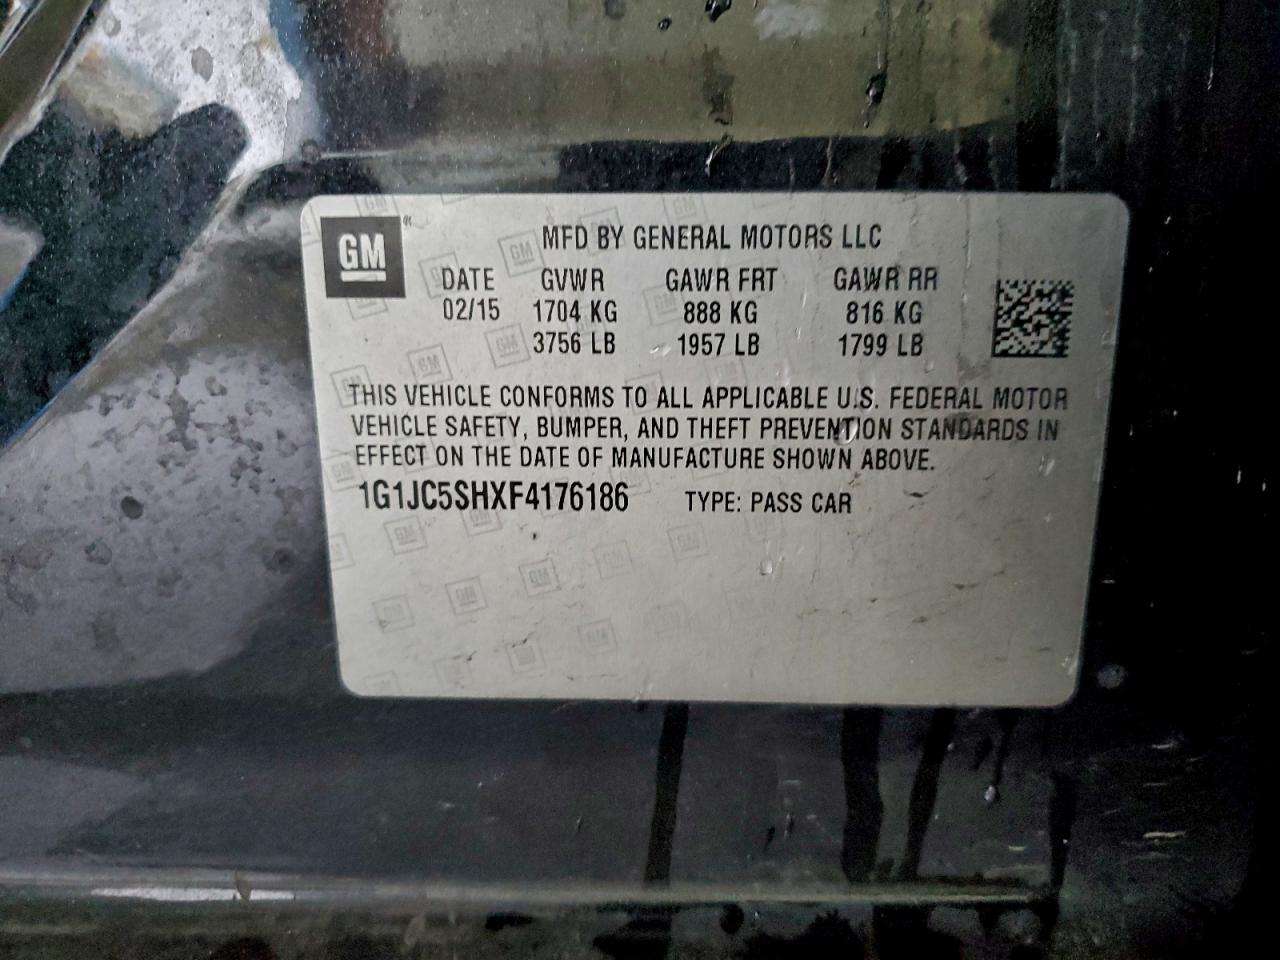 GM ®
MFD BY GENERAL MOTORS LLC
DATE GVWR GAWR FRT GAWR RR
02/15 1704 KG 888 KG 816 KG
3756 LB 1957 LB 1799 LB
THIS VEHICLE CONFORMS TO ALL APPLICABLE U.S. FEDERAL MOTOR
VEHICLE SAFETY, BUMPER, AND THEFT PREVENTION STANDARDS IN
EFFECT ON THE DATE OF MANUFACTURE SHOWN ABOVE.
1G1JC5SHXF4176186 TYPE: PASS CAR